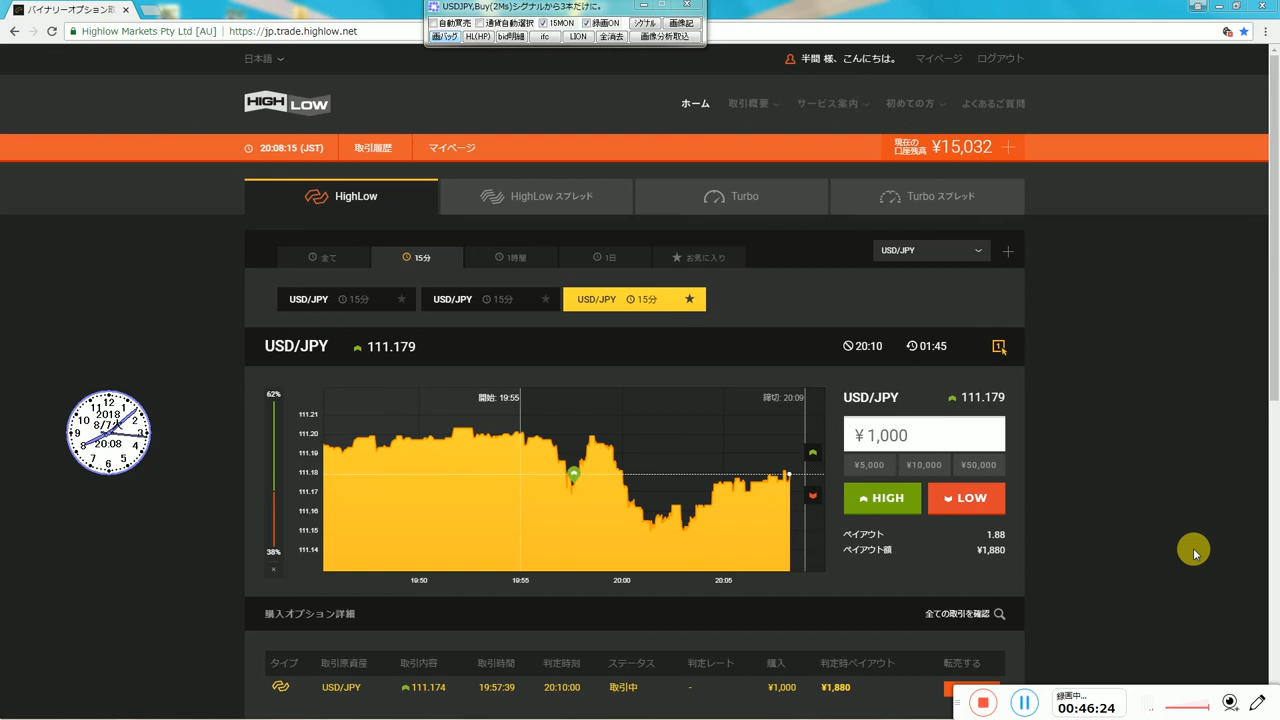 USDJPY,Buy(2Ms)シグナルから3本だけに。
バイナリーオプション取
自動買売 通貨自動選択 15MON 録画ON シグナル 画像記
Highlow Markets Pty Ltd [AU] https://jp.trade.highlow.net
画バッグ HL(HP) bid明細 ifc LION 全消去 画像分析取込
日本語 半間 様、こんにちは。 マイページ ログアウト
HIGH LOW ホーム 取引概要 サービス案内 初めての方 よくあるご質問
20:08:15 (JST) 取引履歴 マイページ 現在の口座残高 ¥15,032
HighLow HighLow スプレッド Turbo Turbo スプレッド
全て 15分 1時間 1日 お気に入り USD/JPY
USD/JPY 15分 USD/JPY 15分 USD/JPY 15分
USD/JPY 111.179 20:10 01:45 1
62% 開始: 19:55 締切: 20:09 USD/JPY 111.179
111.21
111.20
111.19
111.18
111.17
111.16
111.15
111.14
38%
19:50 19:55 20:00 20:05
¥ 1,000
¥5,000 ¥10,000 ¥50,000
HIGH LOW
ペイアウト 1.88
ペイアウト額 ¥1,880
12 1 2 3 4 5 6 7 8 9 10 11
2018
8/7
20:08
購入オプション詳細 全ての取引を確認
タイプ 取引原資産 取引内容 取引時間 判定時刻 ステータス 判定レート 購入 判定時ペイアウト 転売する
USD/JPY 111.174 19:57:39 20:10:00 取引中 - ¥1,000 ¥1,880
録画中...
00:46:24